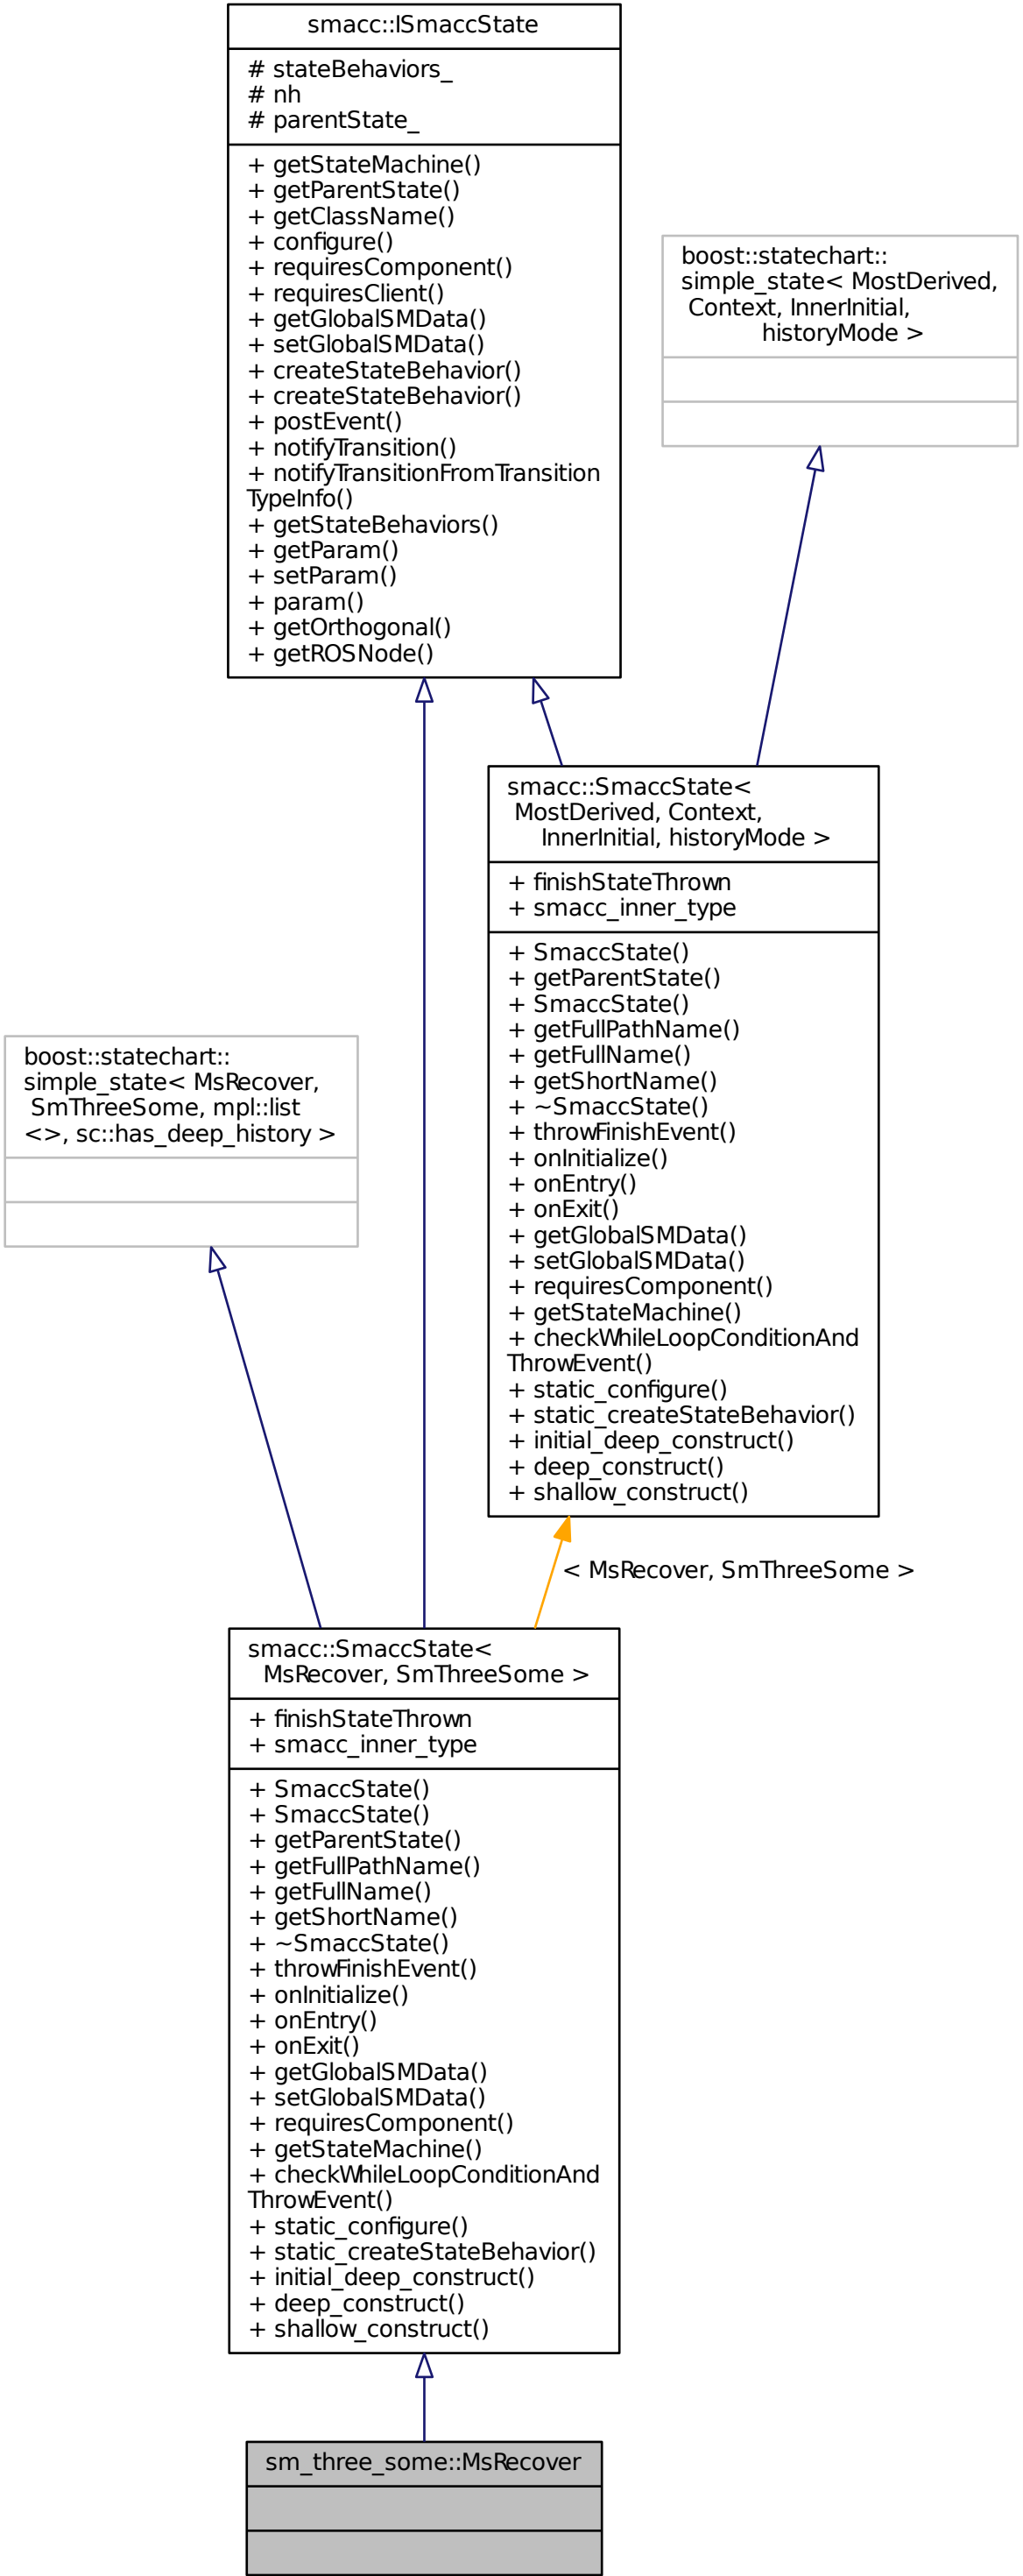 smacc::ISmaccState
# stateBehaviors_
# nh
# parentState_
+ getStateMachine()
+ getParentState()
+ getClassName()
+ configure()
+ requiresComponent()
+ requiresClient()
+ getGlobalSMData()
+ setGlobalSMData()
+ createStateBehavior()
+ createStateBehavior()
+ postEvent()
+ notifyTransition()
+ notifyTransitionFromTransition
TypeInfo()
+ getStateBehaviors()
+ getParam()
+ setParam()
+ param()
+ getOrthogonal()
+ getROSNode()
boost::statechart::
simple_state< MostDerived,
Context, InnerInitial,
historyMode >
smacc::SmaccState<
MostDerived, Context,
InnerInitial, historyMode >
+ finishStateThrown
+ smacc_inner_type
+ SmaccState()
+ getParentState()
+ SmaccState()
+ getFullPathName()
+ getFullName()
+ getShortName()
+ ~SmaccState()
+ throwFinishEvent()
+ onInitialize()
+ onEntry()
+ onExit()
+ getGlobalSMData()
+ setGlobalSMData()
+ requiresComponent()
+ getStateMachine()
+ checkWhileLoopConditionAnd
ThrowEvent()
+ static_configure()
+ static_createStateBehavior()
+ initial_deep_construct()
+ deep_construct()
+ shallow_construct()
boost::statechart::
simple_state< MsRecover,
SmThreeSome, mpl::list
<>, sc::has_deep_history >
< MsRecover, SmThreeSome >
smacc::SmaccState<
MsRecover, SmThreeSome >
+ finishStateThrown
+ smacc_inner_type
+ SmaccState()
+ SmaccState()
+ getParentState()
+ getFullPathName()
+ getFullName()
+ getShortName()
+ ~SmaccState()
+ throwFinishEvent()
+ onInitialize()
+ onEntry()
+ onExit()
+ getGlobalSMData()
+ setGlobalSMData()
+ requiresComponent()
+ getStateMachine()
+ checkWhileLoopConditionAnd
ThrowEvent()
+ static_configure()
+ static_createStateBehavior()
+ initial_deep_construct()
+ deep_construct()
+ shallow_construct()
sm_three_some::MsRecover